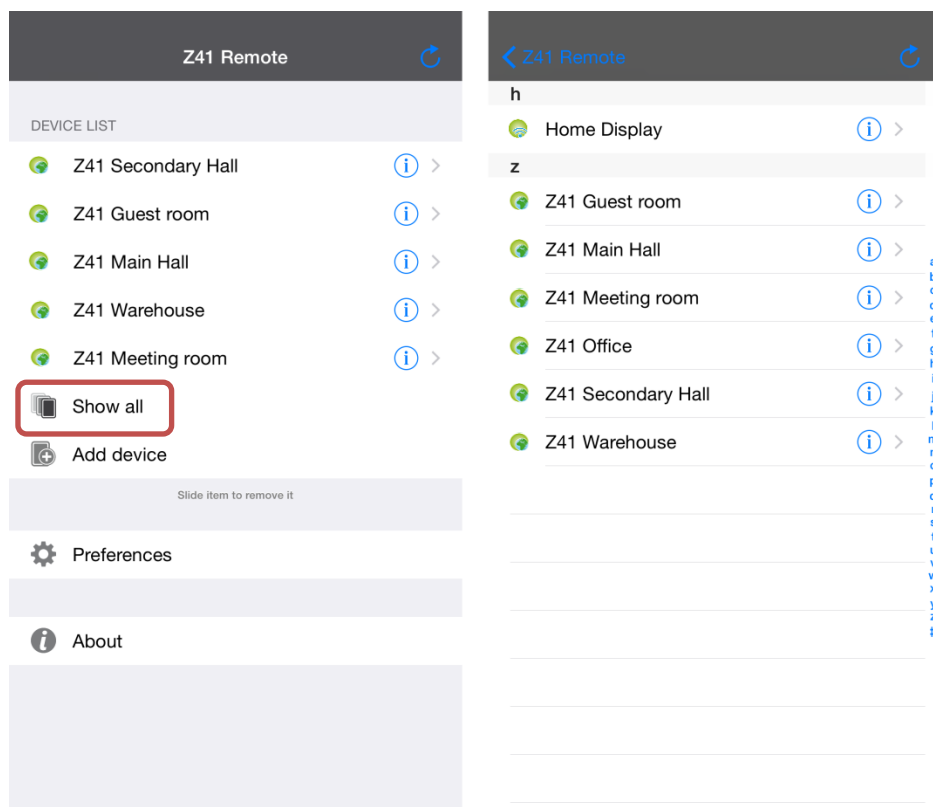 Z41 Remote
DEVICE LIST
Z41 Secondary Hall
Z41 Guest room
Z41 Main Hall
Z41 Warehouse
Z41 Meeting room
Show all
Add device
Slide item to remove it
Preferences
About
Z41 Remote
h
Home Display
z
Z41 Guest room
Z41 Main Hall
Z41 Meeting room
Z41 Office
Z41 Secondary Hall
Z41 Warehouse